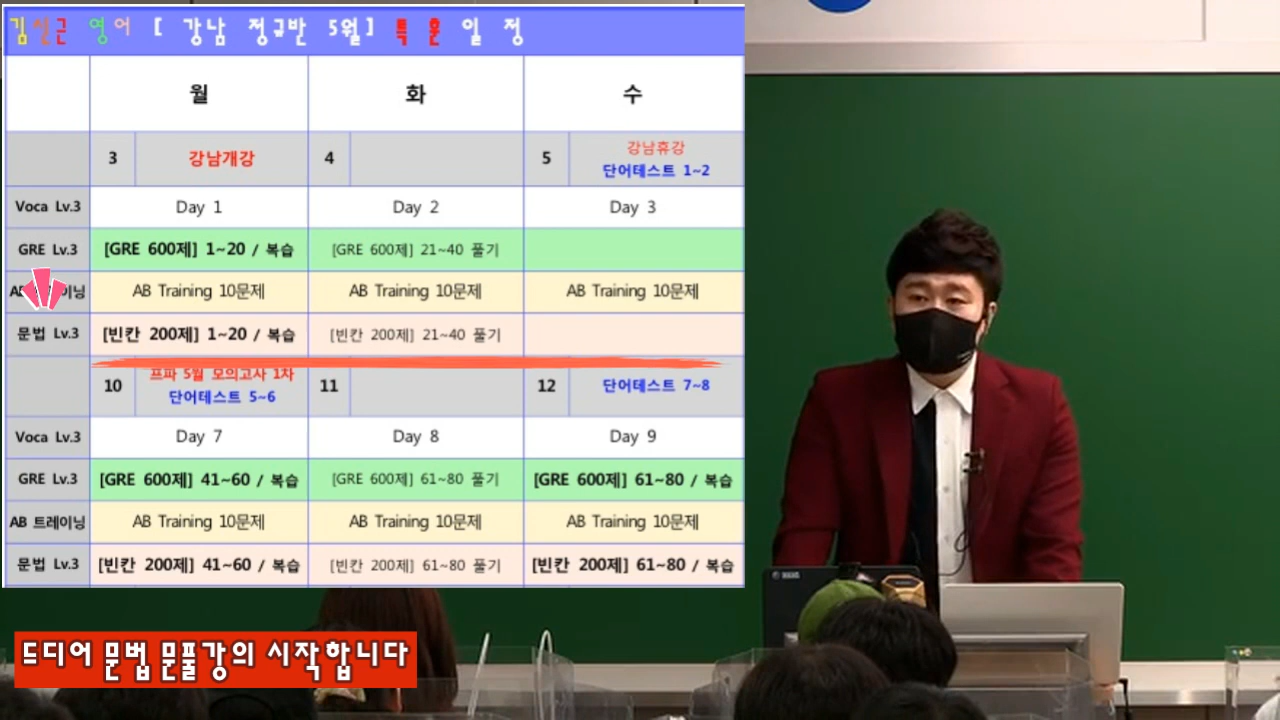 김신근 영어 [ 강남 정규반 5월] 특 훈 일 정
월 화 수
3 강남개강 4 5 강남휴강
단어테스트 1~2
Voca Lv.3 Day 1 Day 2 Day 3
GRE Lv.3 [GRE 600제] 1~20 / 복습 [GRE 600제] 21~40 풀기
이닝 AB Training 10문제 AB Training 10문제 AB Training 10문제
문법 Lv.3 [빈칸 200제] 1~20 / 복습 [빈칸 200제] 21~40 풀기
10 프파 5월 모의고사 1차 11 12 단어테스트 7~8
단어테스트 5~6
Voca Lv.3 Day 7 Day 8 Day 9
GRE Lv.3 [GRE 600제] 41~60 / 복습 [GRE 600제] 61~80 풀기 [GRE 600제] 61~80 / 복습
AB 트레이닝 AB Training 10문제 AB Training 10문제 AB Training 10문제
문법 Lv.3 [빈칸 200제] 41~60 / 복습 [빈칸 200제] 61~80 풀기 [빈칸 200제] 61~80 / 복습
드디어 문법 문풀강의 시작합니다